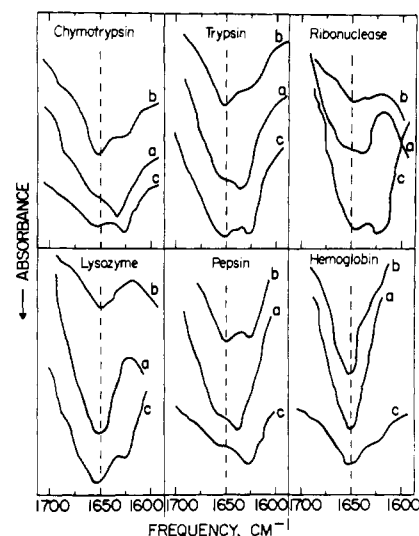 Chymotrypsin Trypsin Ribonuclease
b
b
b
a
a
a
c
c
c
← ABSORBANCE
Lysozyme Pepsin Hemoglobin
b
b
b
a
a
a
c
c
c
1700 1650 1600 1700 1650 1600 1700 1650 1600
FREQUENCY, CM⁻¹